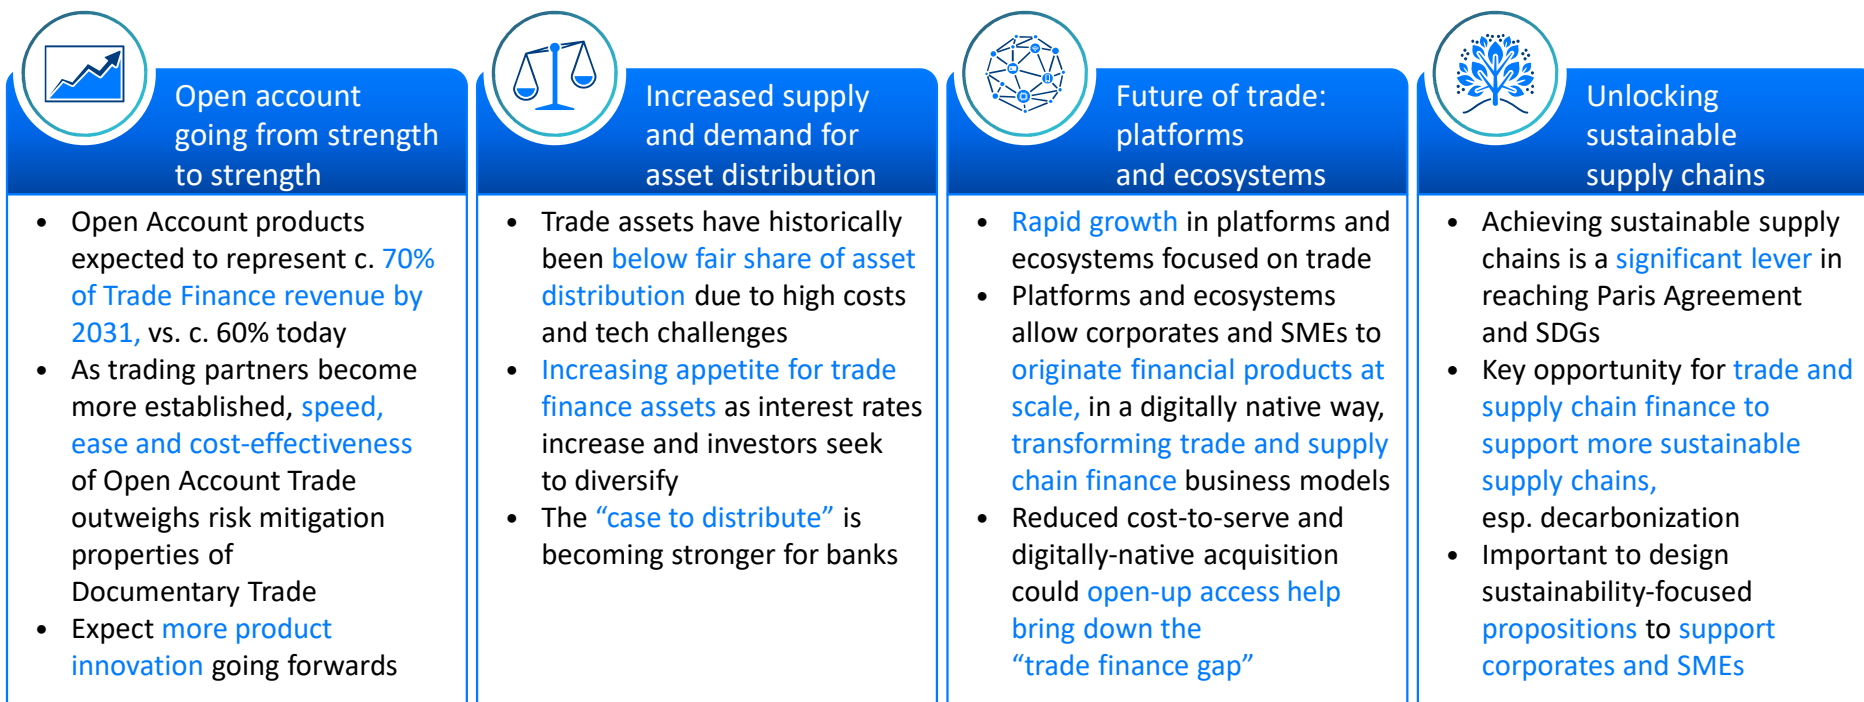 Open account
going from strength
to strength
• Open Account products
expected to represent c. 70%
of Trade Finance revenue by
2031, vs. c. 60% today
• As trading partners become
more established, speed,
ease and cost-effectiveness
of Open Account Trade
outweighs risk mitigation
properties of
Documentary Trade
• Expect more product
innovation going forwards
Increased supply
and demand for
asset distribution
• Trade assets have historically
been below fair share of asset
distribution due to high costs
and tech challenges
• Increasing appetite for trade
finance assets as interest rates
increase and investors seek
to diversify
• The “case to distribute” is
becoming stronger for banks
Future of trade:
platforms
and ecosystems
• Rapid growth in platforms and
ecosystems focused on trade
• Platforms and ecosystems
allow corporates and SMEs to
originate financial products at
scale, in a digitally native way,
transforming trade and supply
chain finance business models
• Reduced cost-to-serve and
digitally-native acquisition
could open-up access help
bring down the
“trade finance gap”
Unlocking
sustainable
supply chains
• Achieving sustainable supply
chains is a significant lever in
reaching Paris Agreement
and SDGs
• Key opportunity for trade and
supply chain finance to
support more sustainable
supply chains,
esp. decarbonization
• Important to design
sustainability-focused
propositions to support
corporates and SMEs